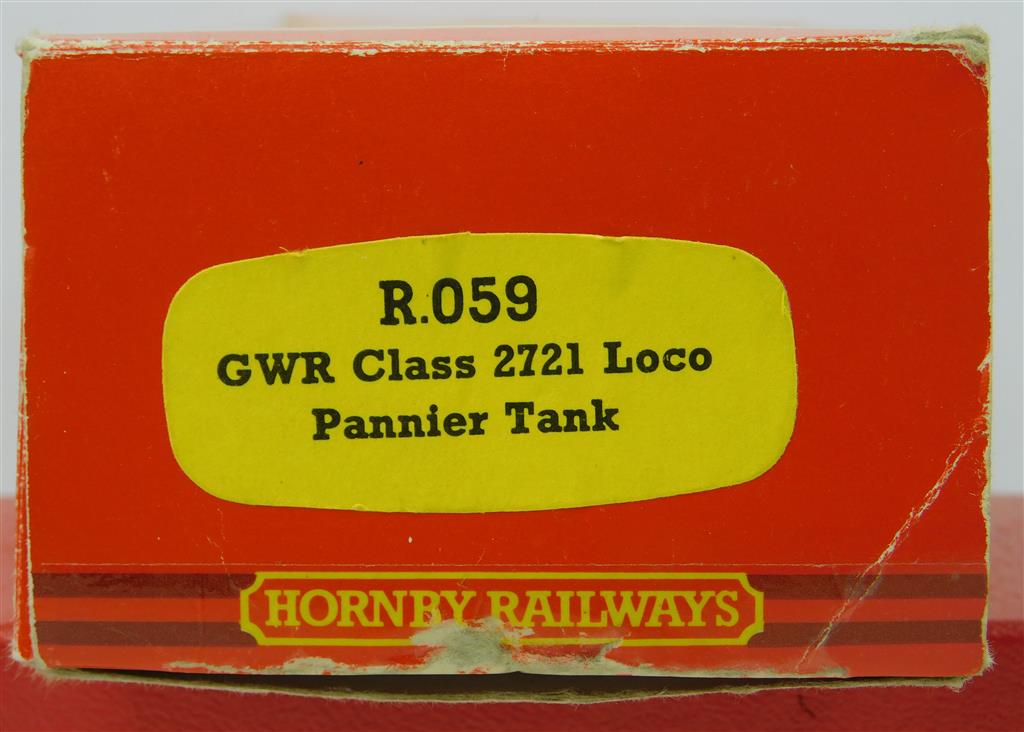 R.059
GWR Class 2721 Loco
Pannier Tank
HORNBY RAILWAYS